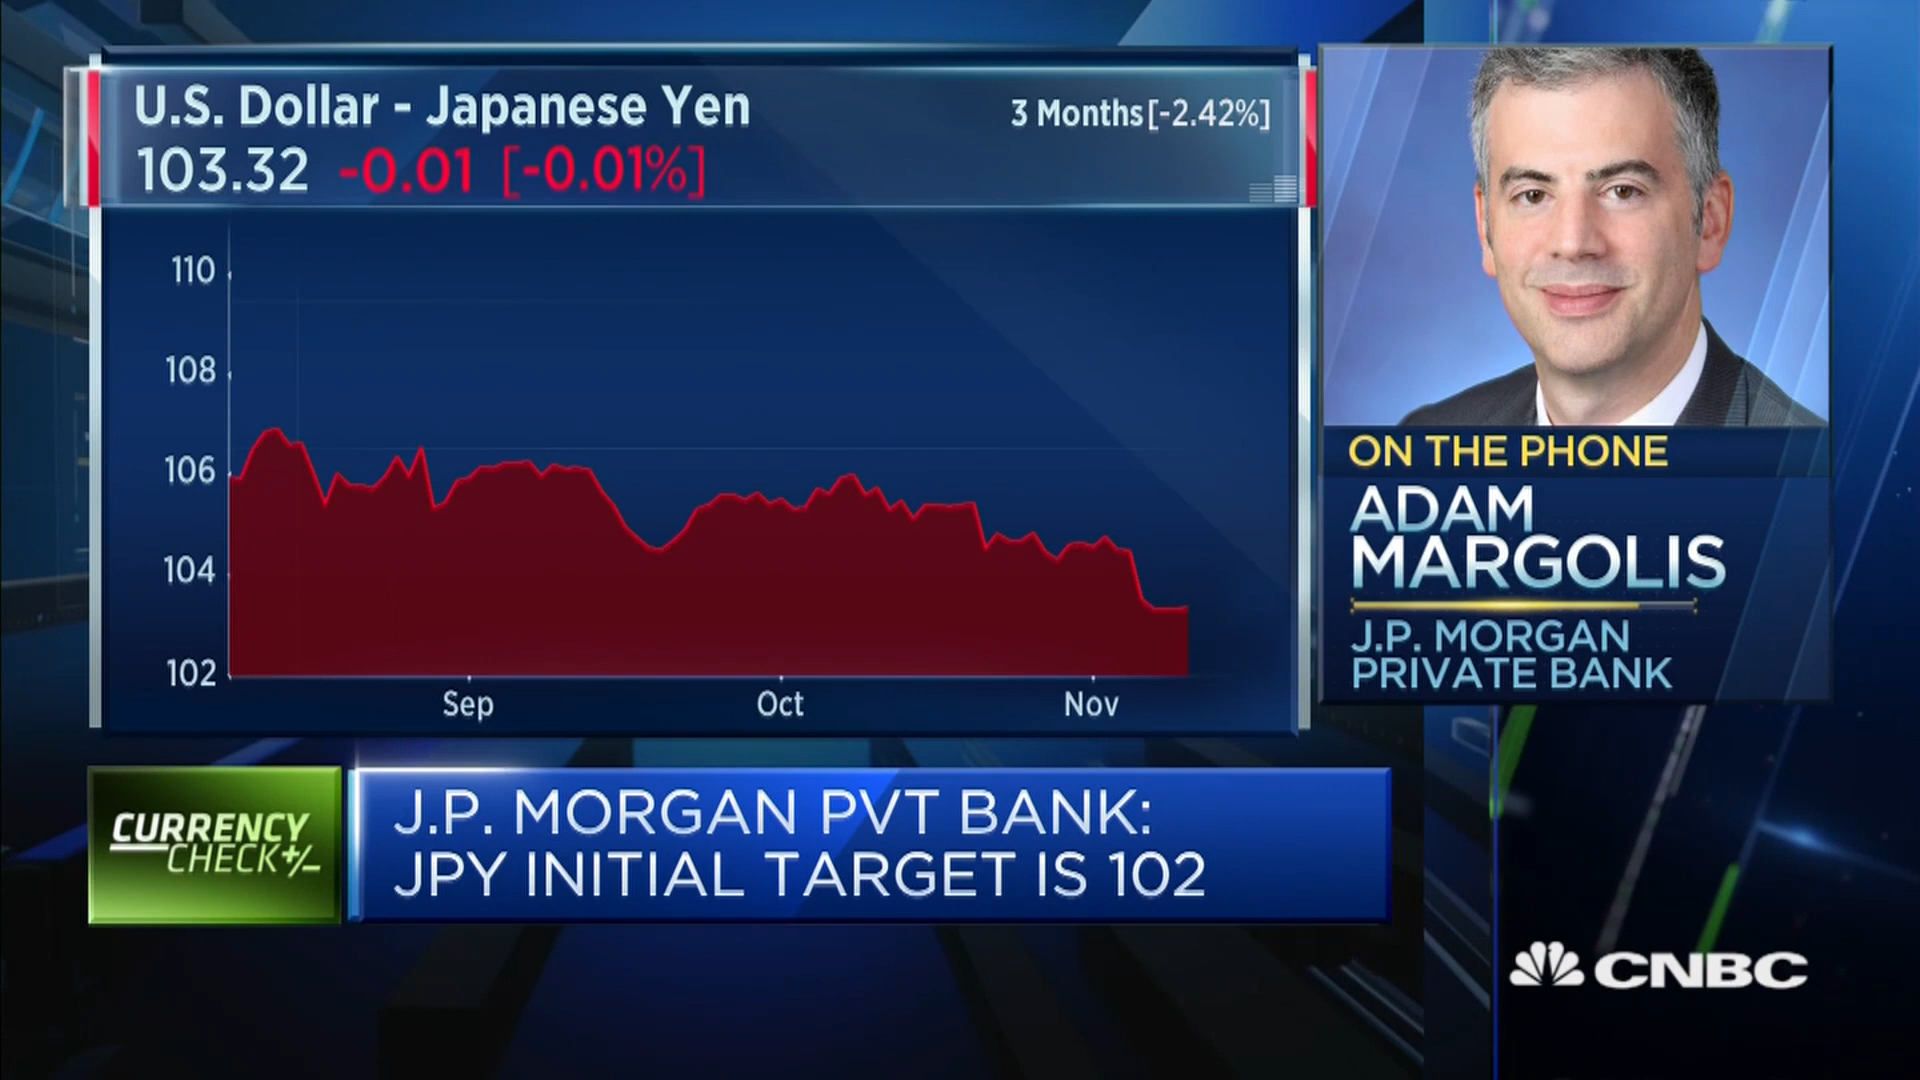 U.S. Dollar - Japanese Yen
3 Months[-2.42%]
103.32 -0.01 [-0.01%]
110
108
106
104
102
Sep Oct Nov
ON THE PHONE
ADAM
MARGOLIS
J.P. MORGAN
PRIVATE BANK
CURRENCY
CHECK+/-
J.P. MORGAN PVT BANK:
JPY INITIAL TARGET IS 102
CNBC